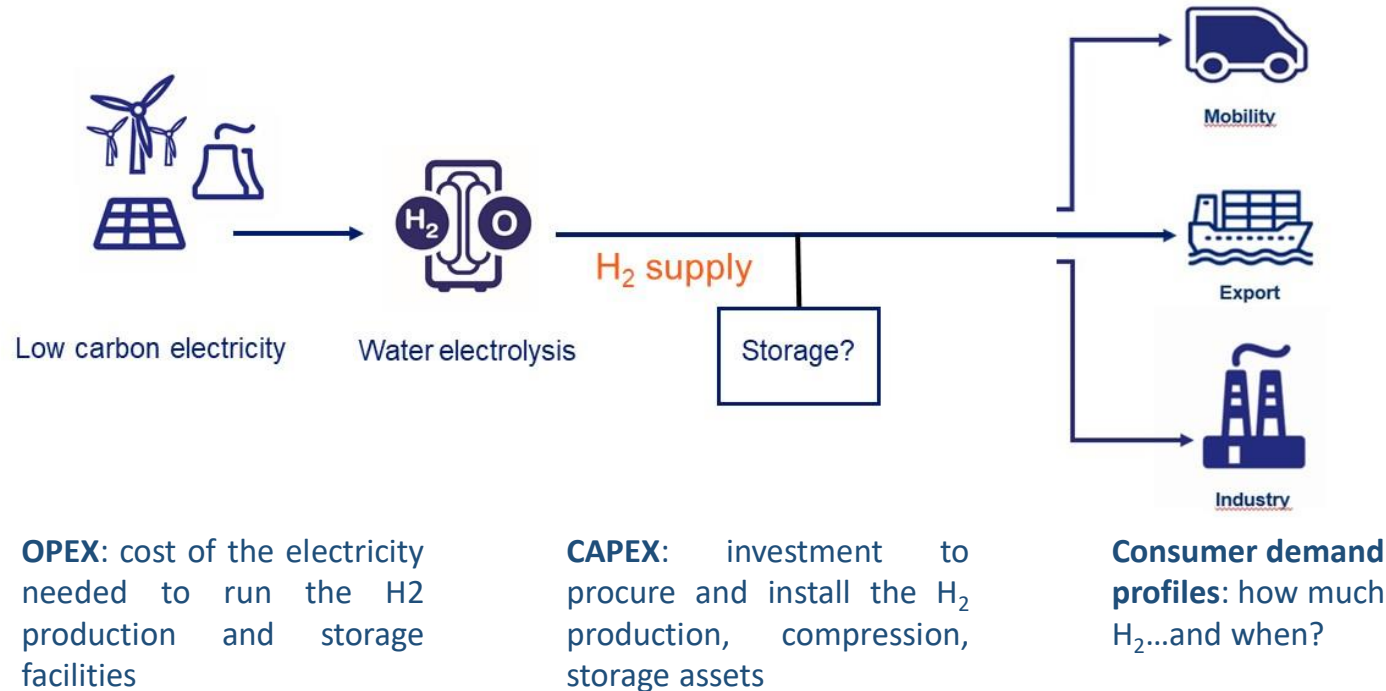 Mobility
H₂
O
H₂ supply
Export
Low carbon electricity
Water electrolysis
Storage?
Industry
OPEX: cost of the electricity
needed to run the H2
production and storage
facilities
CAPEX: investment to
procure and install the H₂
production, compression,
storage assets
Consumer demand
profiles: how much
H₂...and when?